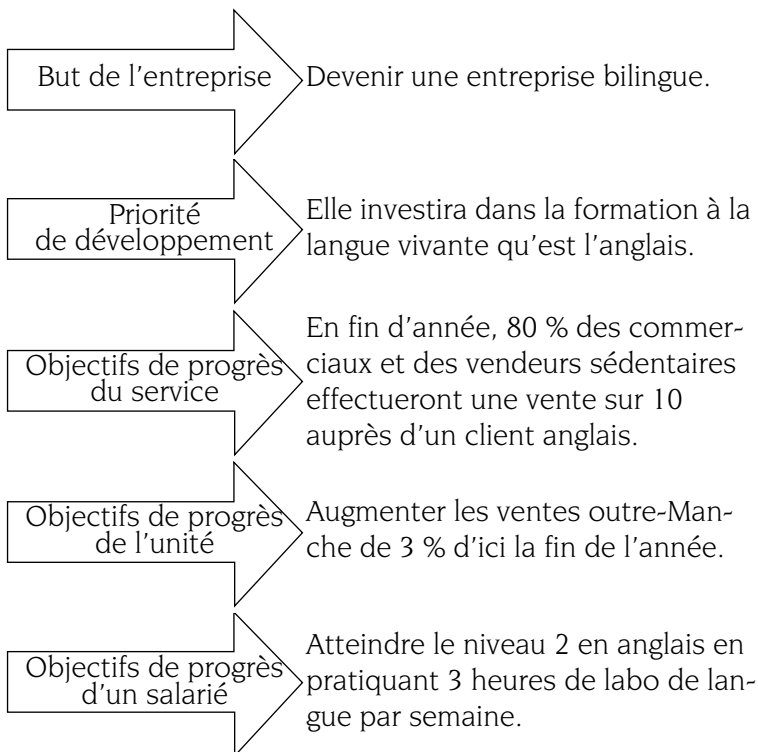 But de l'entreprise
Devenir une entreprise bilingue.
Priorité
de développement
Elle investira dans la formation à la
langue vivante qu'est l'anglais.
Objectifs de progrès
du service
En fin d'année, 80 % des commer-
ciaux et des vendeurs sédentaires
effectueront une vente sur 10
auprès d'un client anglais.
Objectifs de progrès
de l'unité
Augmenter les ventes outre-Man-
che de 3 % d'ici la fin de l'année.
Objectifs de progrès
d'un salarié
Atteindre le niveau 2 en anglais en
pratiquant 3 heures de labo de lan-
gue par semaine.